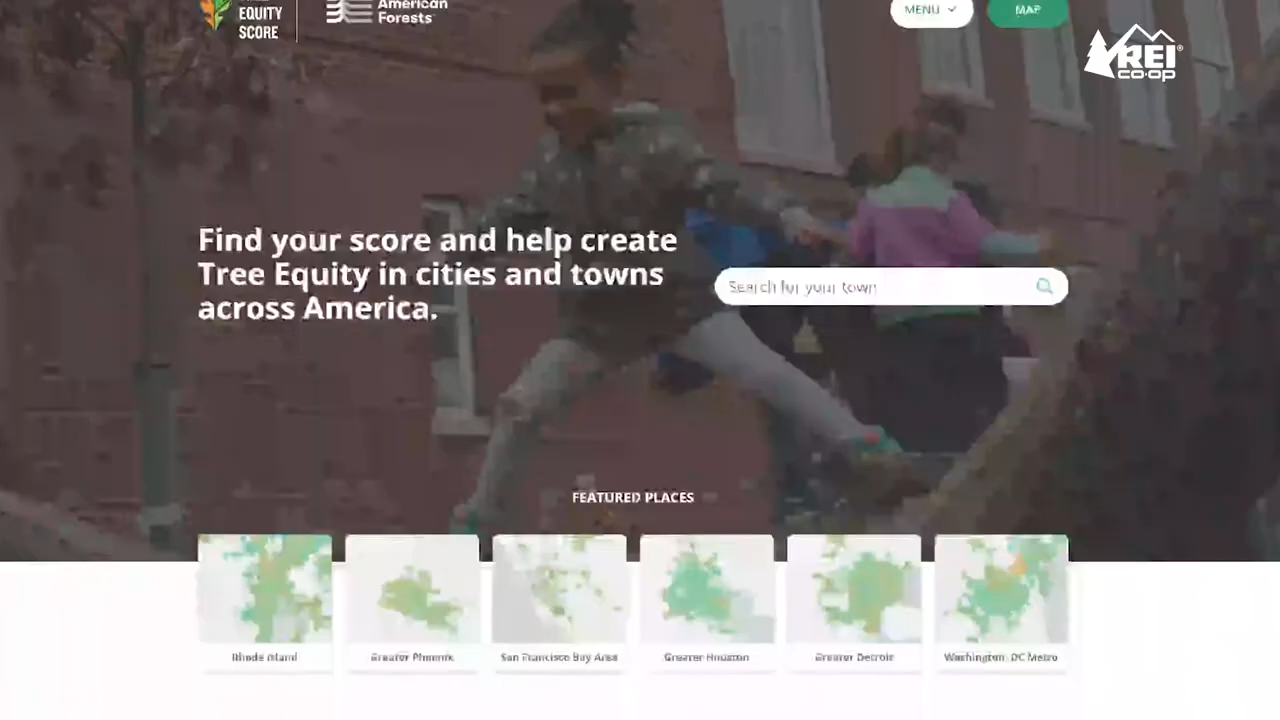 EQUITY
SCORE
American
Forests
MENU
MAP
REI
co·op
Find your score and help create
Tree Equity in cities and towns
across America.
Search for your town
FEATURED PLACES
Rhode Island
Greater Phoenix
San Francisco Bay Area
Greater Houston
Greater Detroit
Washington, DC Metro